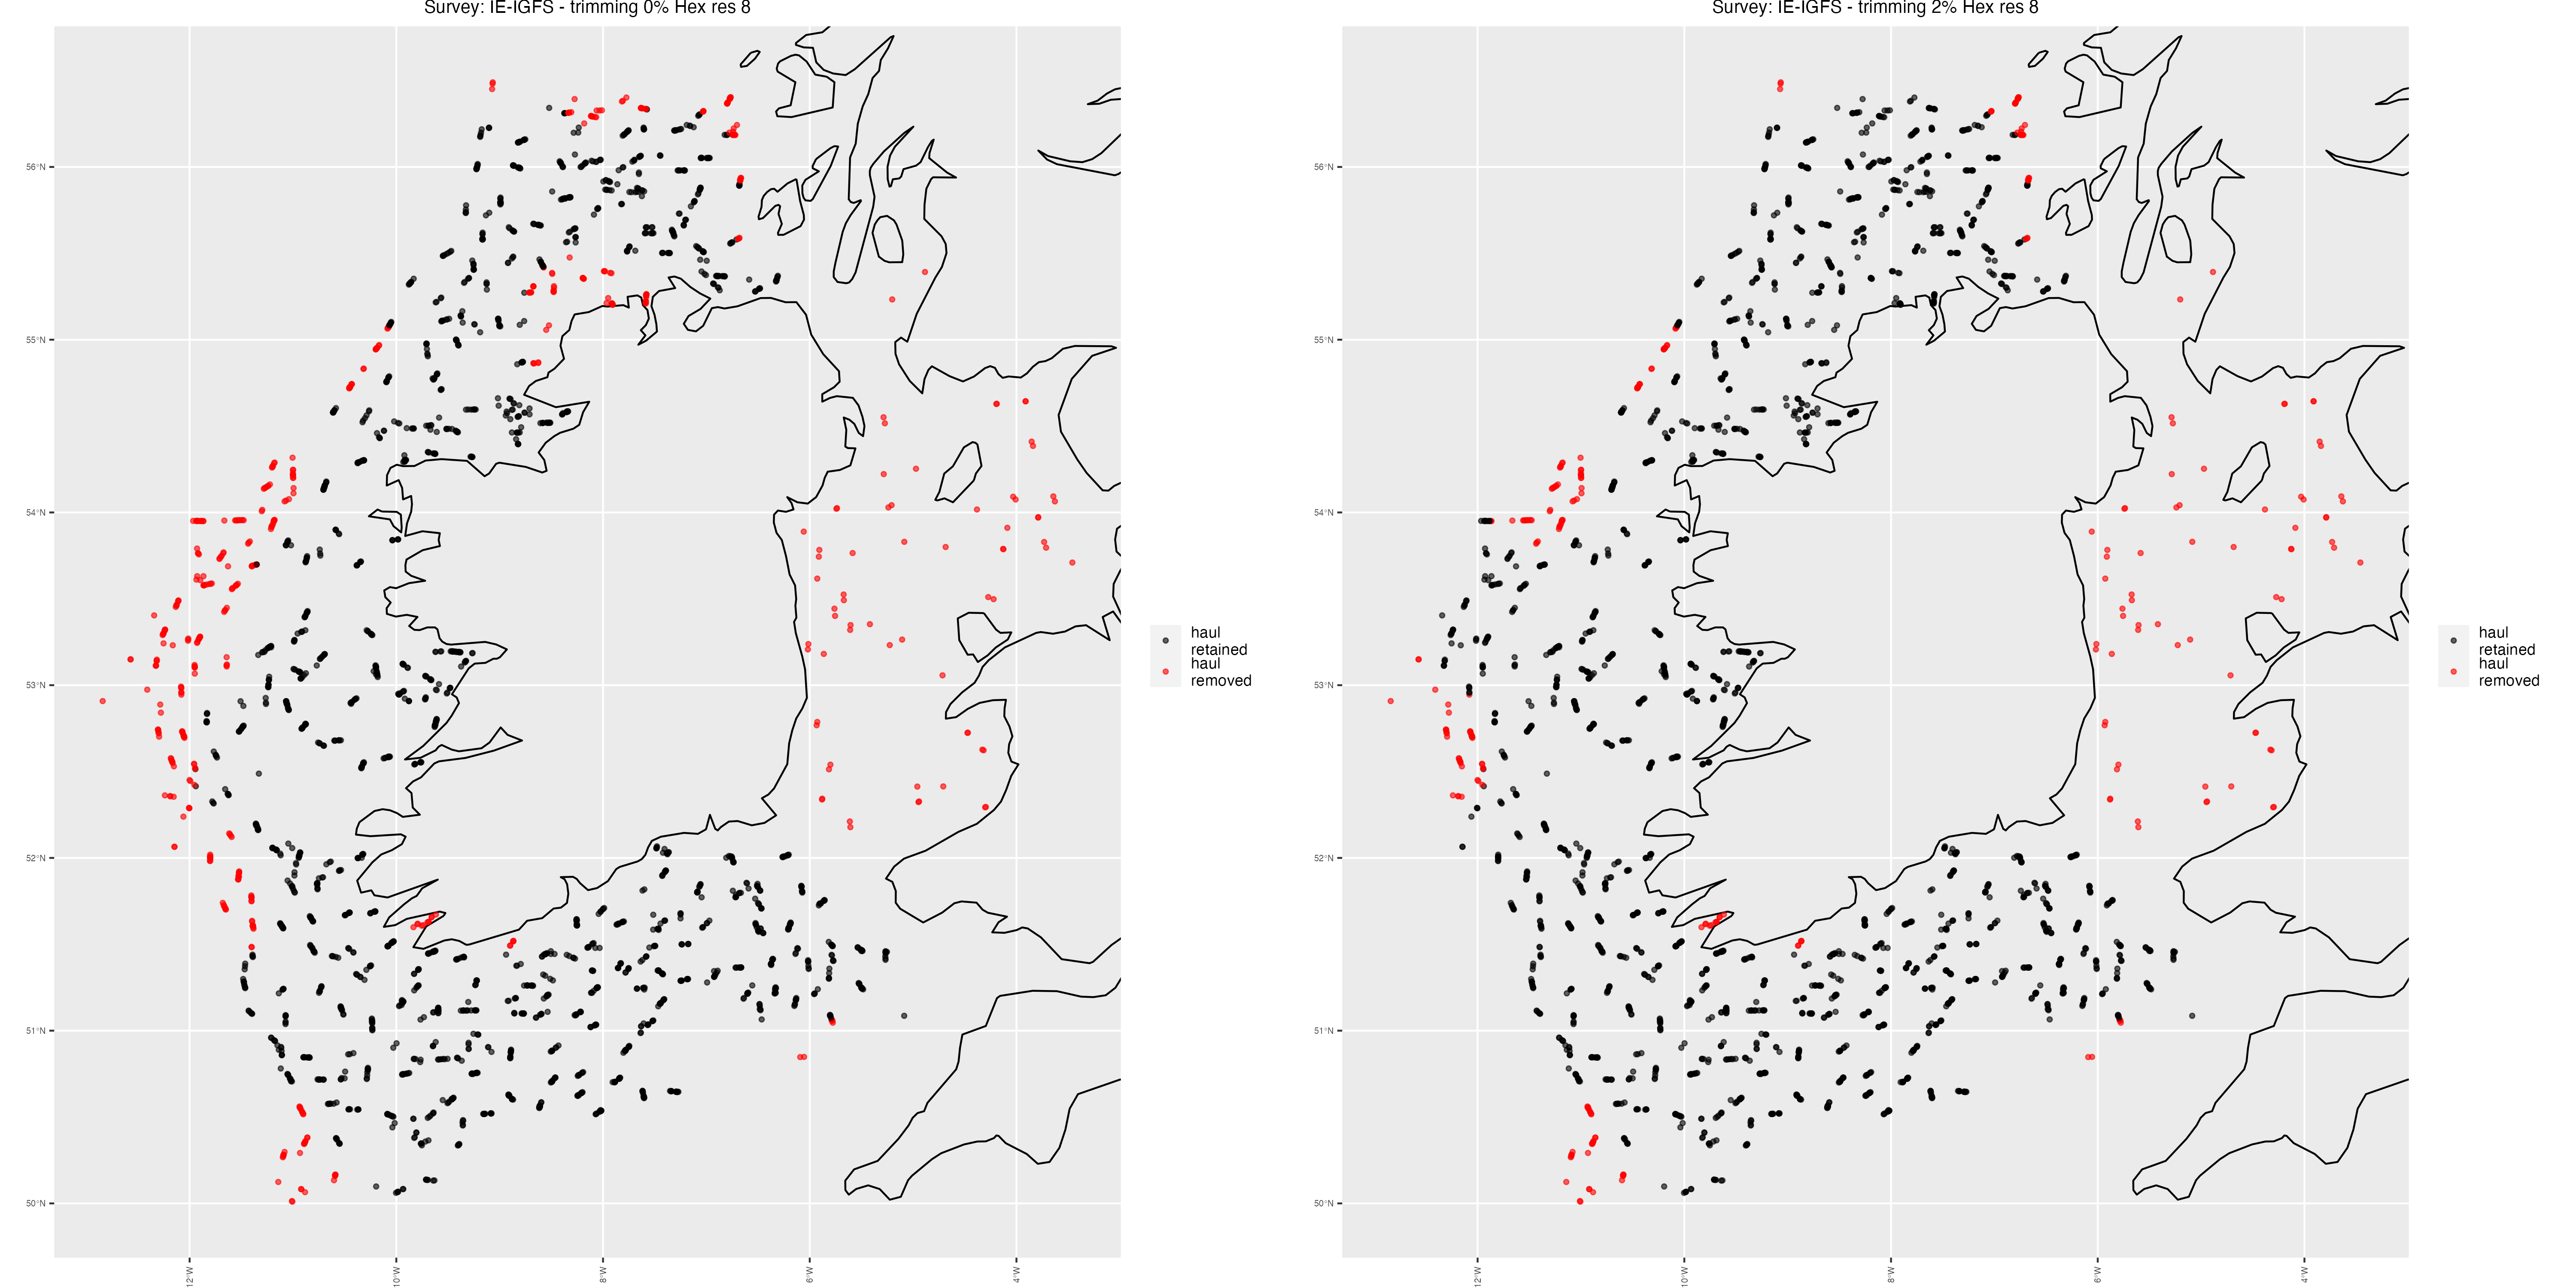 Survey: IE-IGFS - trimming 0% Hex res 8
56°N
55°N
54°N
53°N
52°N
51°N
50°N
12°W
10°W
8°W
6°W
4°W
haul
retained
haul
removed
Survey: IE-IGFS - trimming 2% Hex res 8
56°N
55°N
54°N
53°N
52°N
51°N
50°N
12°W
10°W
8°W
6°W
4°W
haul
retained
haul
removed